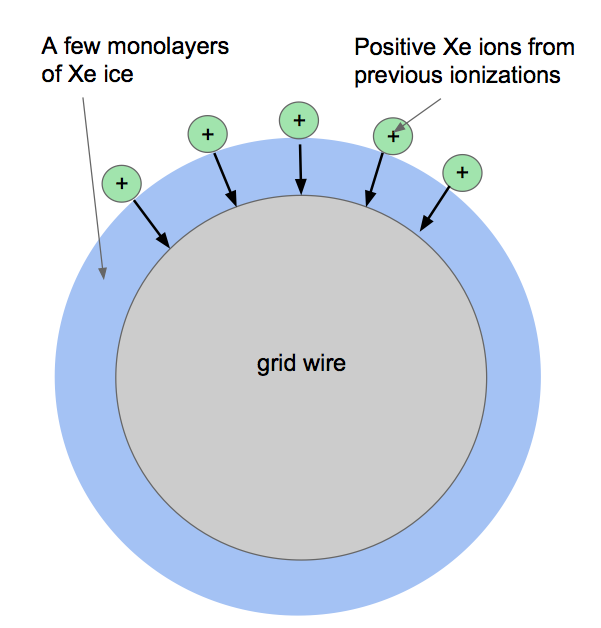 A few monolayers
of Xe ice
Positive Xe ions from
previous ionizations
+
+
+
+
+
grid wire